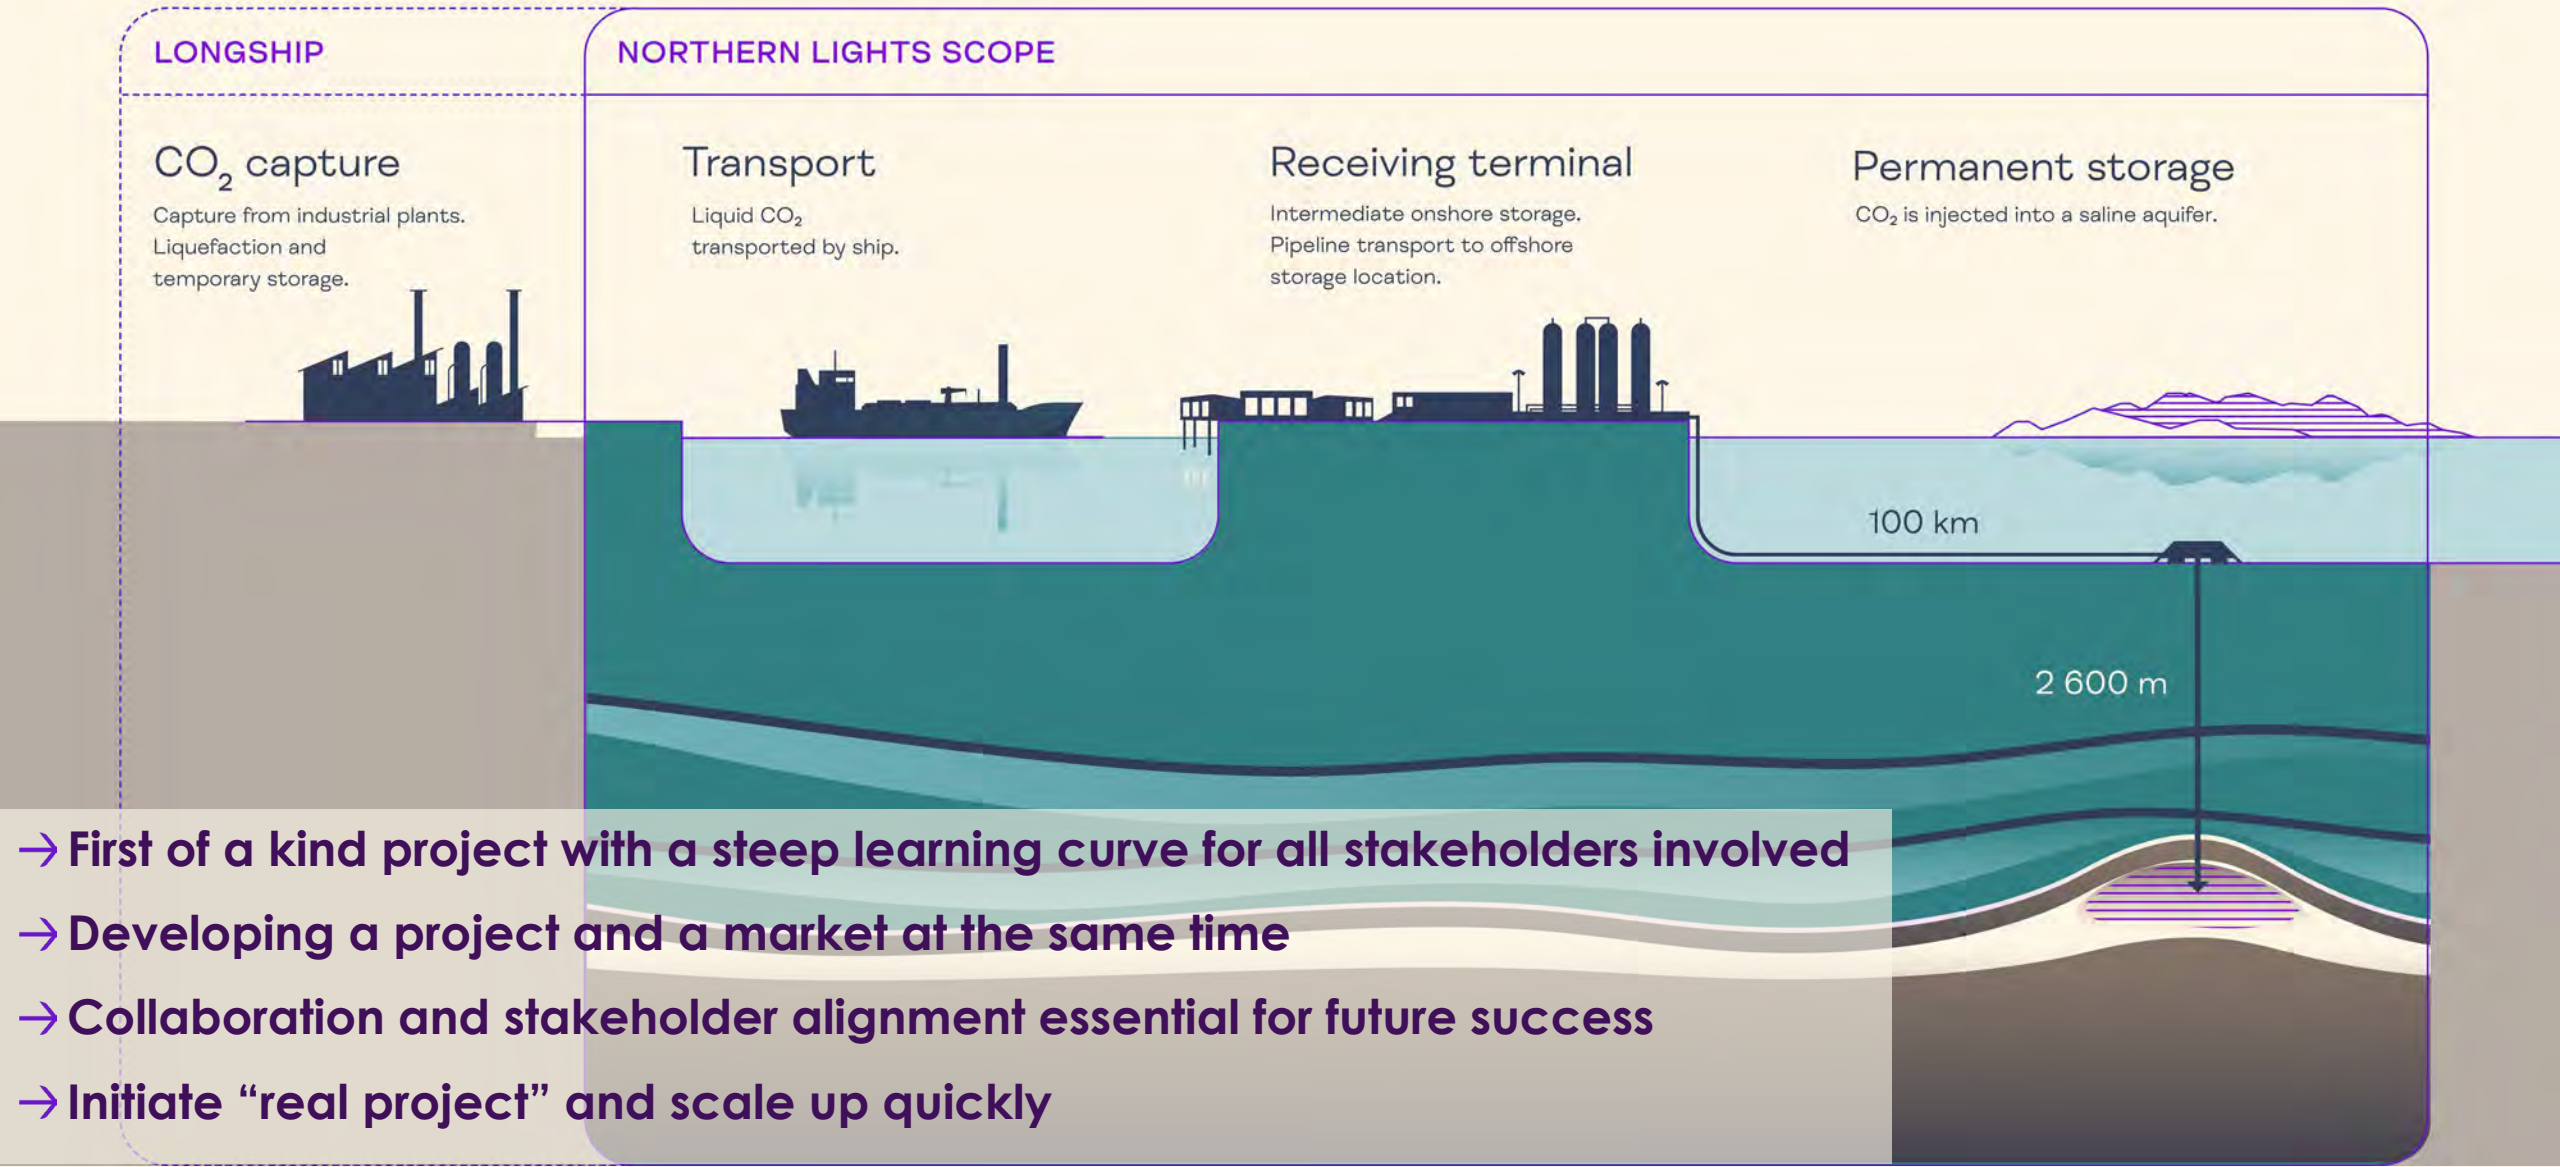 LONGSHIP
NORTHERN LIGHTS SCOPE
CO₂ capture
Capture from industrial plants.
Liquefaction and
temporary storage.
Transport
Liquid CO₂
transported by ship.
Receiving terminal
Intermediate onshore storage.
Pipeline transport to offshore
storage location.
Permanent storage
CO₂ is injected into a saline aquifer.
100 km
2 600 m
→ First of a kind project with a steep learning curve for all stakeholders involved
→ Developing a project and a market at the same time
→ Collaboration and stakeholder alignment essential for future success
→ Initiate “real project” and scale up quickly